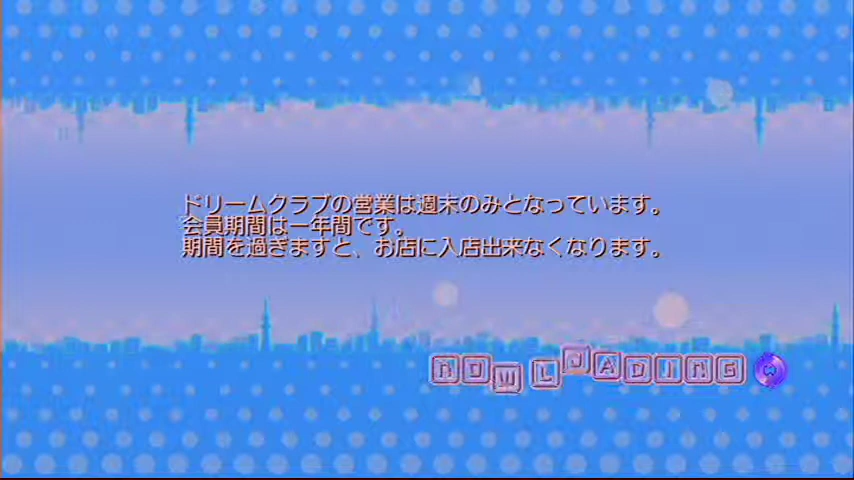 ドリームクラブの営業は週末のみとなっています。
会員期間は一年間です。
期間を過ぎますと、お店に入店出来なくなります。
NOW LOADING